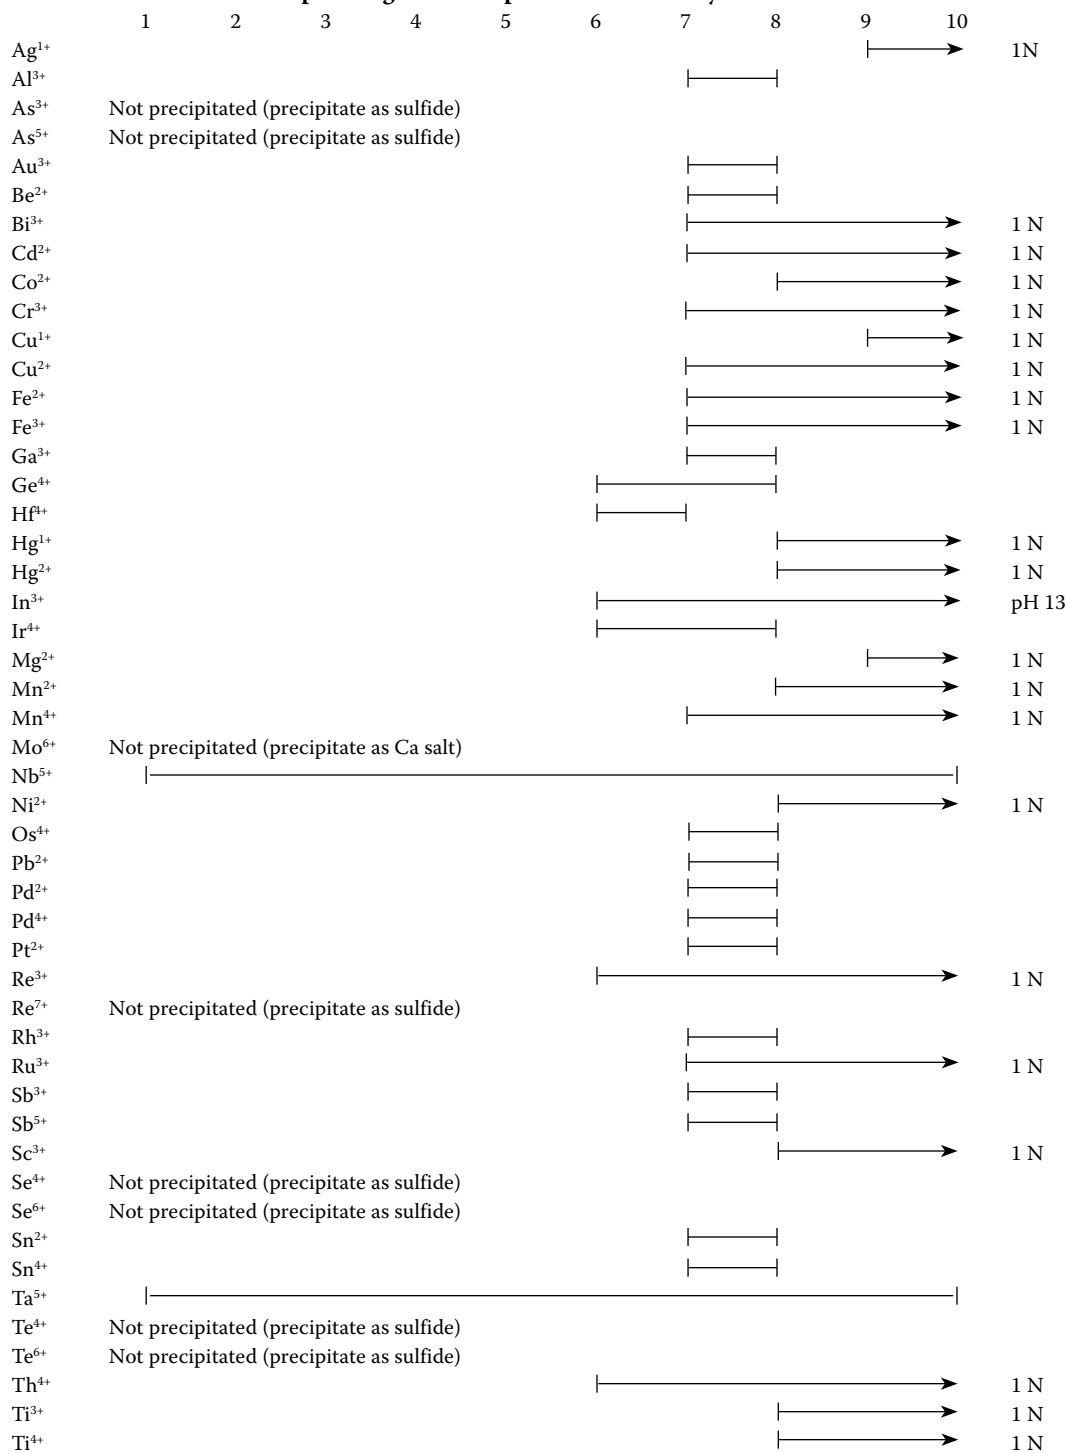 1 2 3 4 5 6 7 8 9 10
Ag¹⁺ 1N
Al³⁺
As³⁺ Not precipitated (precipitate as sulfide)
As⁵⁺ Not precipitated (precipitate as sulfide)
Au³⁺
Be²⁺
Bi³⁺ 1 N
Cd²⁺ 1 N
Co²⁺ 1 N
Cr³⁺ 1 N
Cu¹⁺ 1 N
Cu²⁺ 1 N
Fe²⁺ 1 N
Fe³⁺ 1 N
Ga³⁺
Ge⁴⁺
Hf⁴⁺
Hg¹⁺ 1 N
Hg²⁺ 1 N
In³⁺ pH 13
Ir⁴⁺
Mg²⁺ 1 N
Mn²⁺ 1 N
Mn⁴⁺ 1 N
Mo⁶⁺ Not precipitated (precipitate as Ca salt)
Nb⁵⁺
Ni²⁺ 1 N
Os⁴⁺
Pb²⁺
Pd²⁺
Pd⁴⁺
Pt²⁺
Re³⁺ 1 N
Re⁷⁺ Not precipitated (precipitate as sulfide)
Rh³⁺
Ru³⁺ 1 N
Sb³⁺
Sb⁵⁺
Sc³⁺ 1 N
Se⁴⁺ Not precipitated (precipitate as sulfide)
Se⁶⁺ Not precipitated (precipitate as sulfide)
Sn²⁺
Sn⁴⁺
Ta⁵⁺
Te⁴⁺ Not precipitated (precipitate as sulfide)
Te⁶⁺ Not precipitated (precipitate as sulfide)
Th⁴⁺ 1 N
Ti³⁺ 1 N
Ti⁴⁺ 1 N